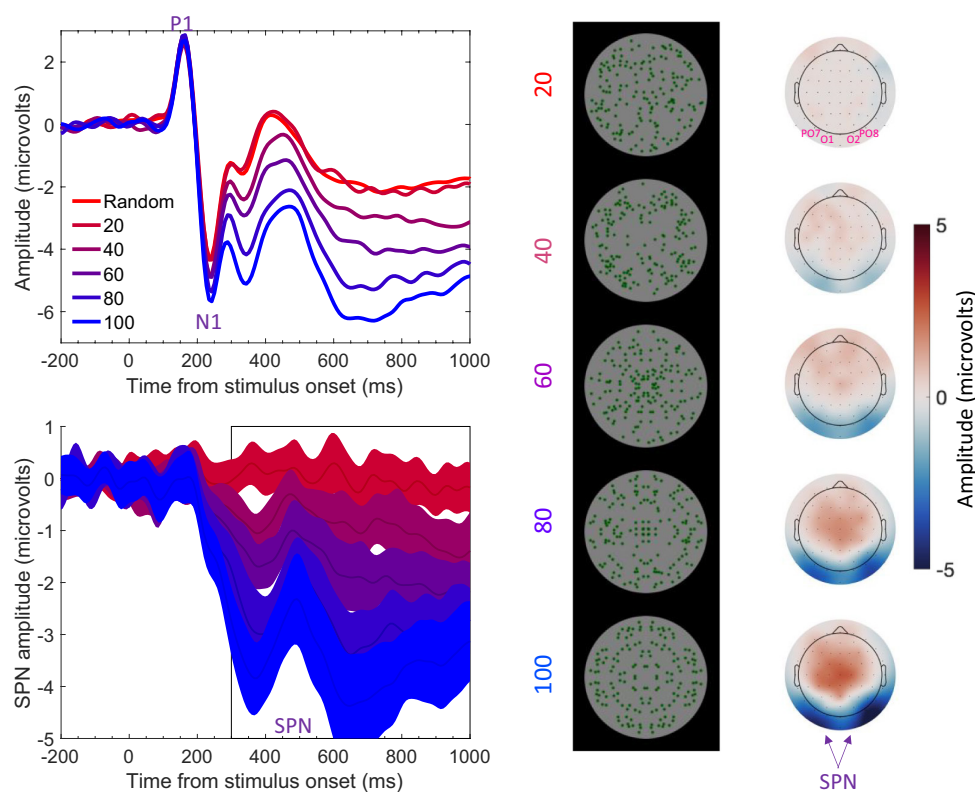 P1
Amplitude (microvolts)
2
0
-2
-4
-6
Random
20
40
60
80
100
N1
-200
0
200
400
600
800
1000
Time from stimulus onset (ms)
SPN amplitude (microvolts)
1
0
-1
-2
-3
-4
-5
SPN
-200
0
200
400
600
800
1000
Time from stimulus onset (ms)
20
40
60
80
100
PO7
O1
O2
PO8
5
0
-5
Amplitude (microvolts)
SPN